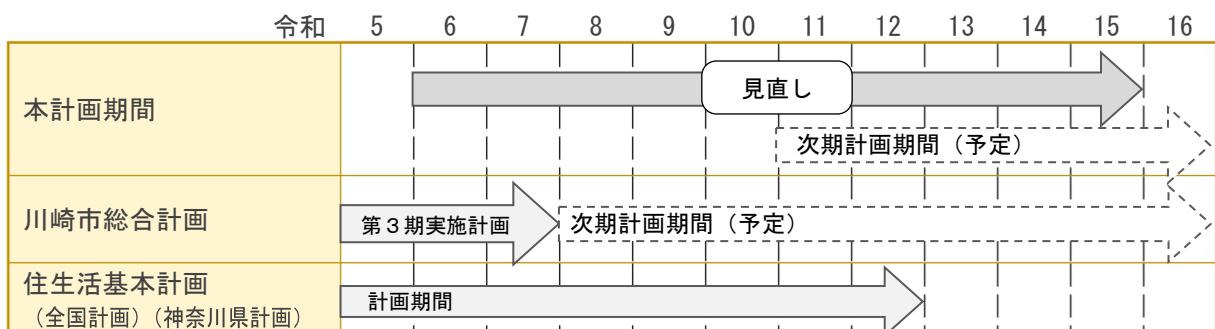 令和 5 6 7 8 9 10 11 12 13 14 15 16
本計画期間
見直し
次期計画期間（予定）
川崎市総合計画
第３期実施計画
次期計画期間（予定）
住生活基本計画
（全国計画）（神奈川県計画）
計画期間